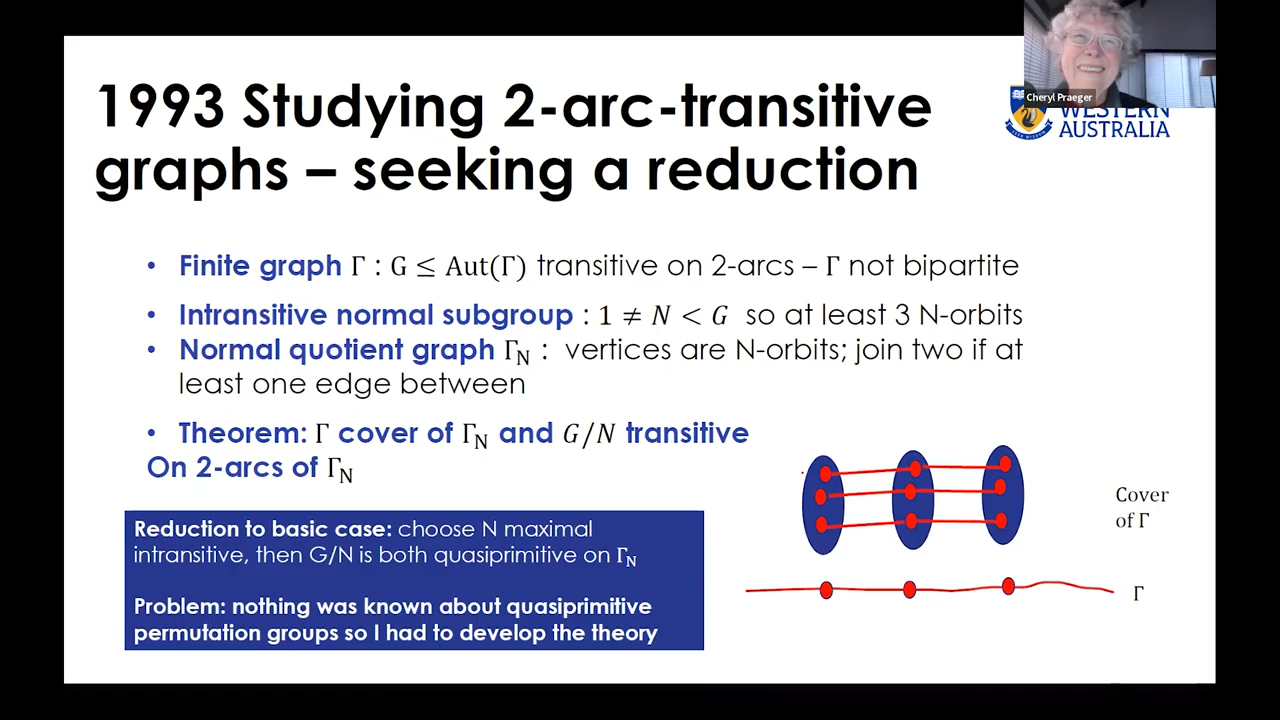 1993 Studying 2-arc-transitive
graphs – seeking a reduction
Cheryl Praeger
WESTERN
AUSTRALIA
• Finite graph Γ : G ≤ Aut(Γ) transitive on 2-arcs – Γ not bipartite
• Intransitive normal subgroup : 1 ≠ N < G so at least 3 N-orbits
• Normal quotient graph Γ_N : vertices are N-orbits; join two if at
least one edge between
• Theorem: Γ cover of Γ_N and G/N transitive
On 2-arcs of Γ_N
Reduction to basic case: choose N maximal
intransitive, then G/N is both quasiprimitive on Γ_N
Problem: nothing was known about quasiprimitive
permutation groups so I had to develop the theory
Cover
of Γ
Γ